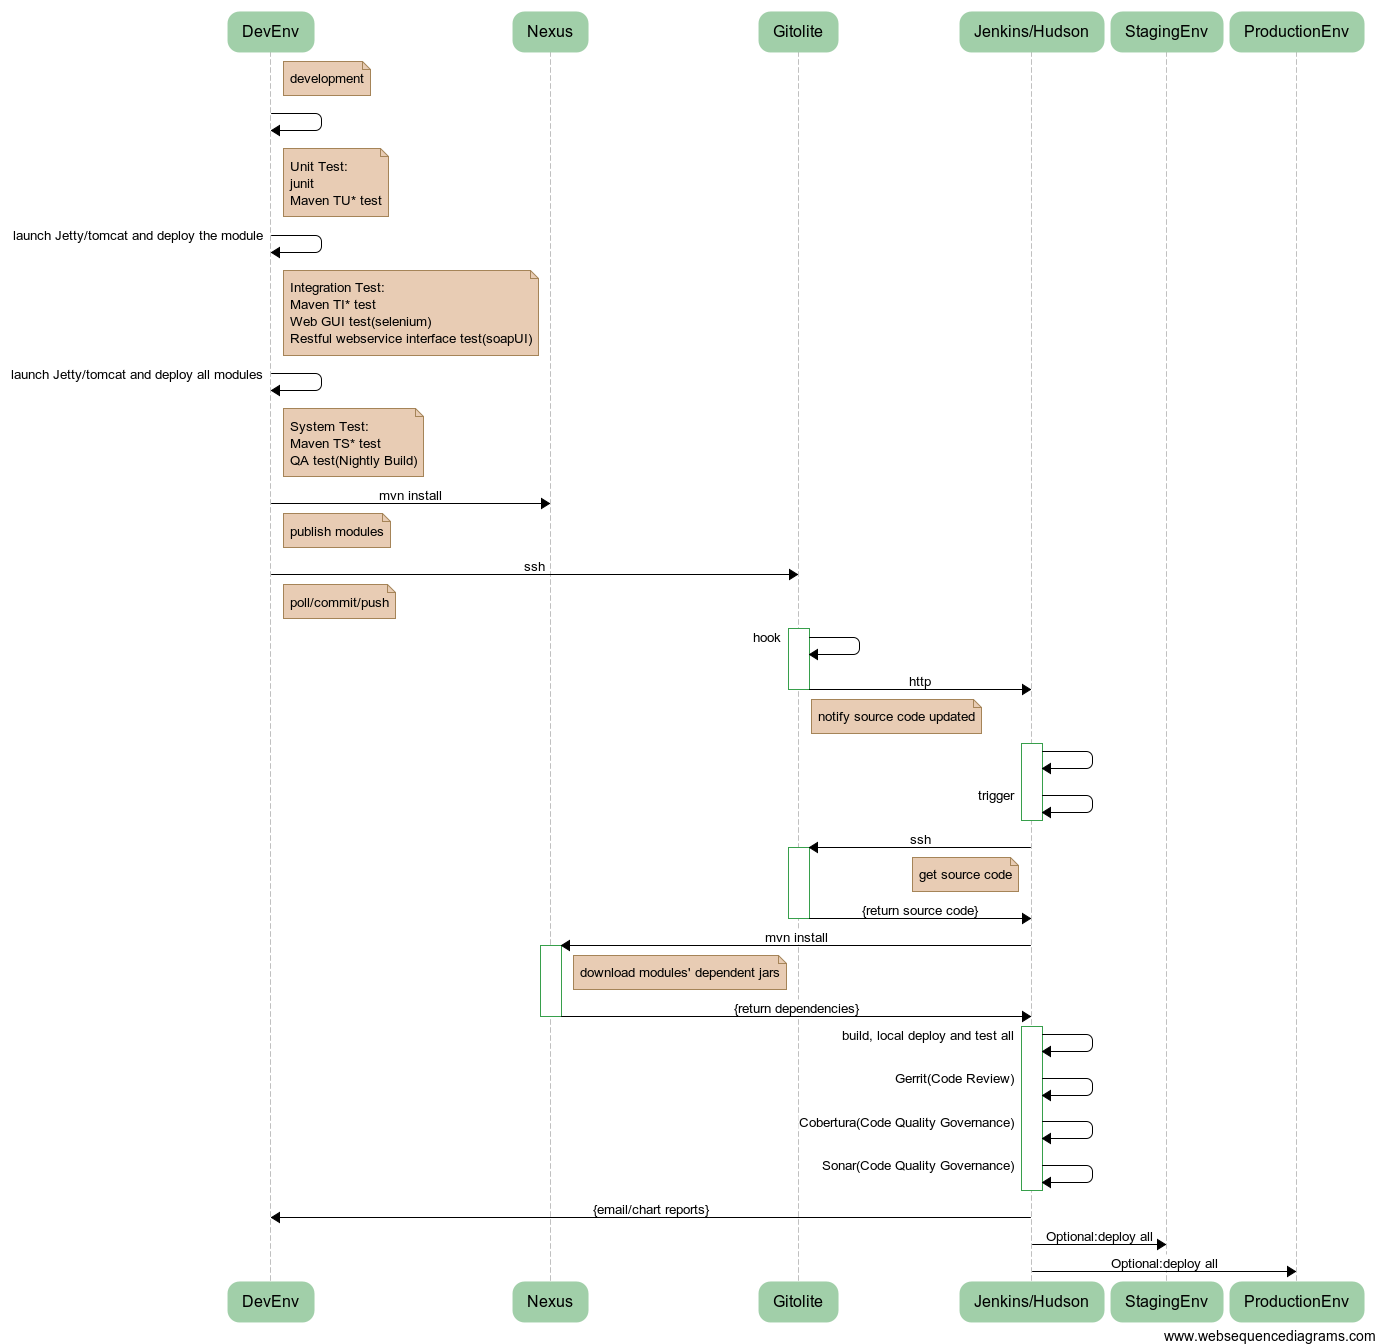 DevEnv
Nexus
Gitolite
Jenkins/Hudson
StagingEnv
ProductionEnv
development
Unit Test:
junit
Maven TU* test
launch Jetty/tomcat and deploy the module
Integration Test:
Maven TI* test
Web GUI test(selenium)
Restful webservice interface test(soapUI)
launch Jetty/tomcat and deploy all modules
System Test:
Maven TS* test
QA test(Nightly Build)
mvn install
publish modules
ssh
poll/commit/push
hook
http
notify source code updated
trigger
ssh
get source code
{return source code}
mvn install
download modules' dependent jars
{return dependencies}
build, local deploy and test all
Gerrit(Code Review)
Cobertura(Code Quality Governance)
Sonar(Code Quality Governance)
{email/chart reports}
Optional:deploy all
Optional:deploy all
DevEnv
Nexus
Gitolite
Jenkins/Hudson
StagingEnv
ProductionEnv
www.websequencediagrams.com